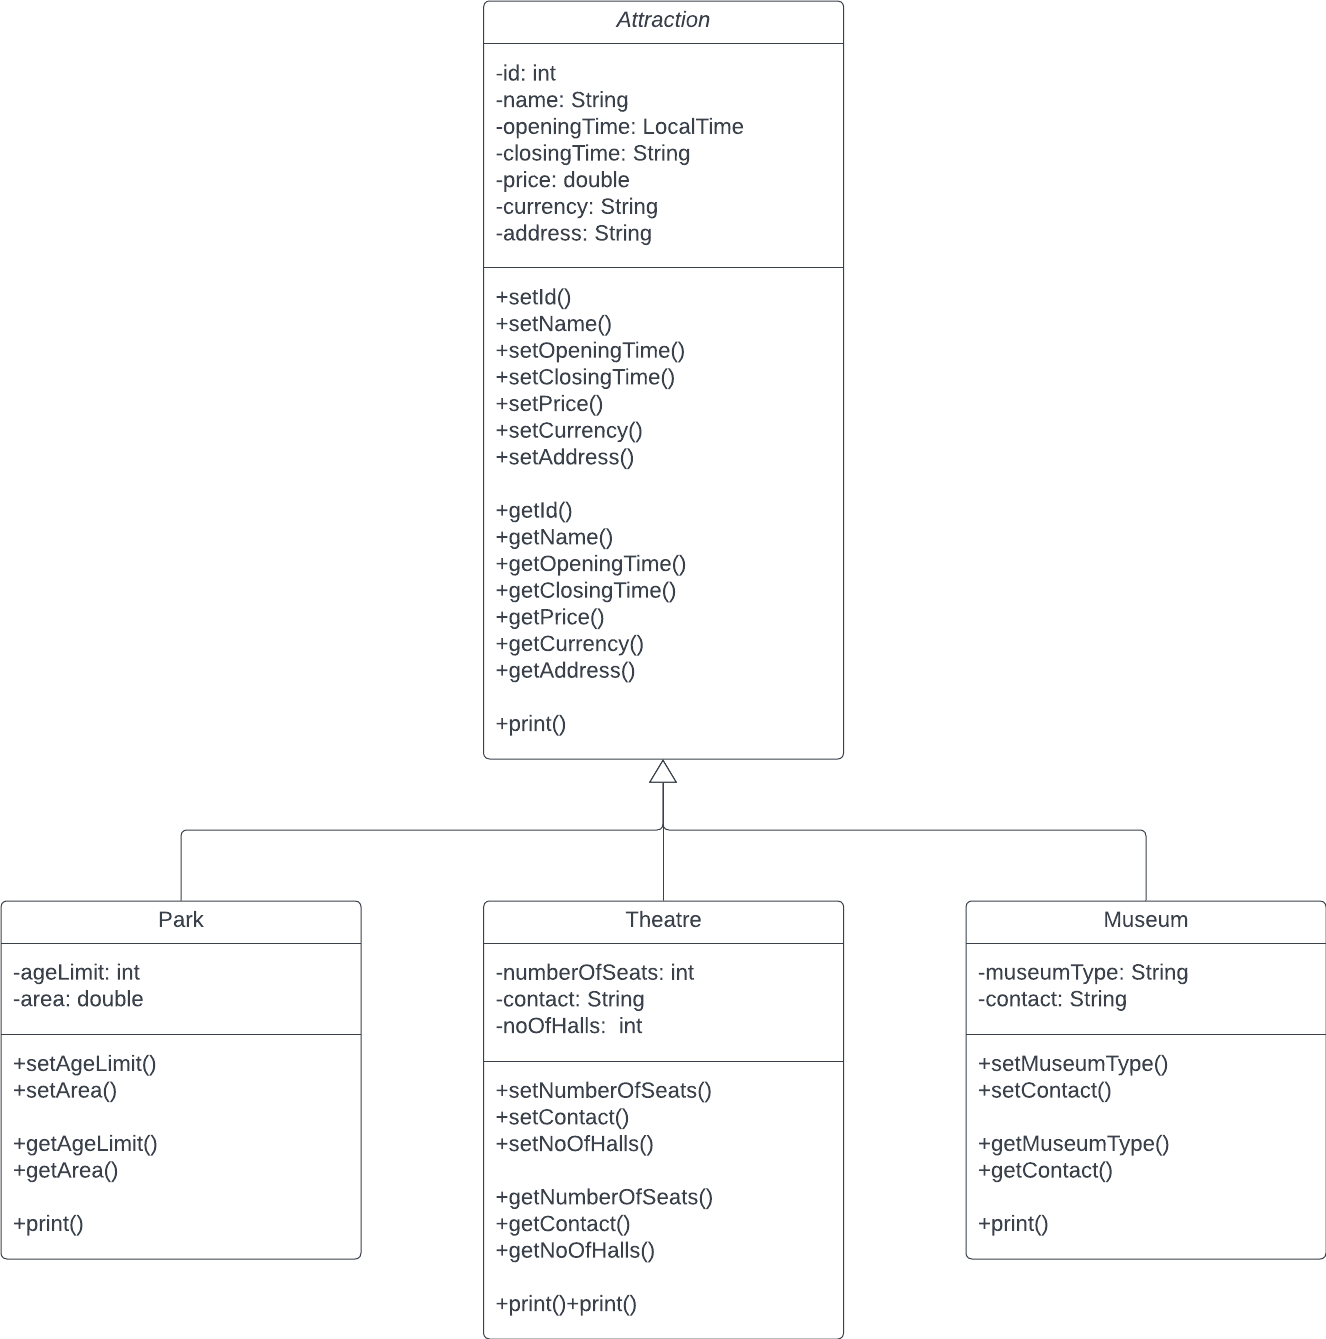 Attraction
-id: int
-name: String
-openingTime: LocalTime
-closingTime: String
-price: double
-currency: String
-address: String
+setId()
+setName()
+setOpeningTime()
+setClosingTime()
+setPrice()
+setCurrency()
+setAddress()
+getId()
+getName()
+getOpeningTime()
+getClosingTime()
+getPrice()
+getCurrency()
+getAddress()
+print()
Park
-ageLimit: int
-area: double
+setAgeLimit()
+setArea()
+getAgeLimit()
+getArea()
+print()
Theatre
-numberOfSeats: int
-contact: String
-noOfHalls:  int
+setNumberOfSeats()
+setContact()
+setNoOfHalls()
+getNumberOfSeats()
+getContact()
+getNoOfHalls()
+print()+print()
Museum
-museumType: String
-contact: String
+setMuseumType()
+setContact()
+getMuseumType()
+getContact()
+print()